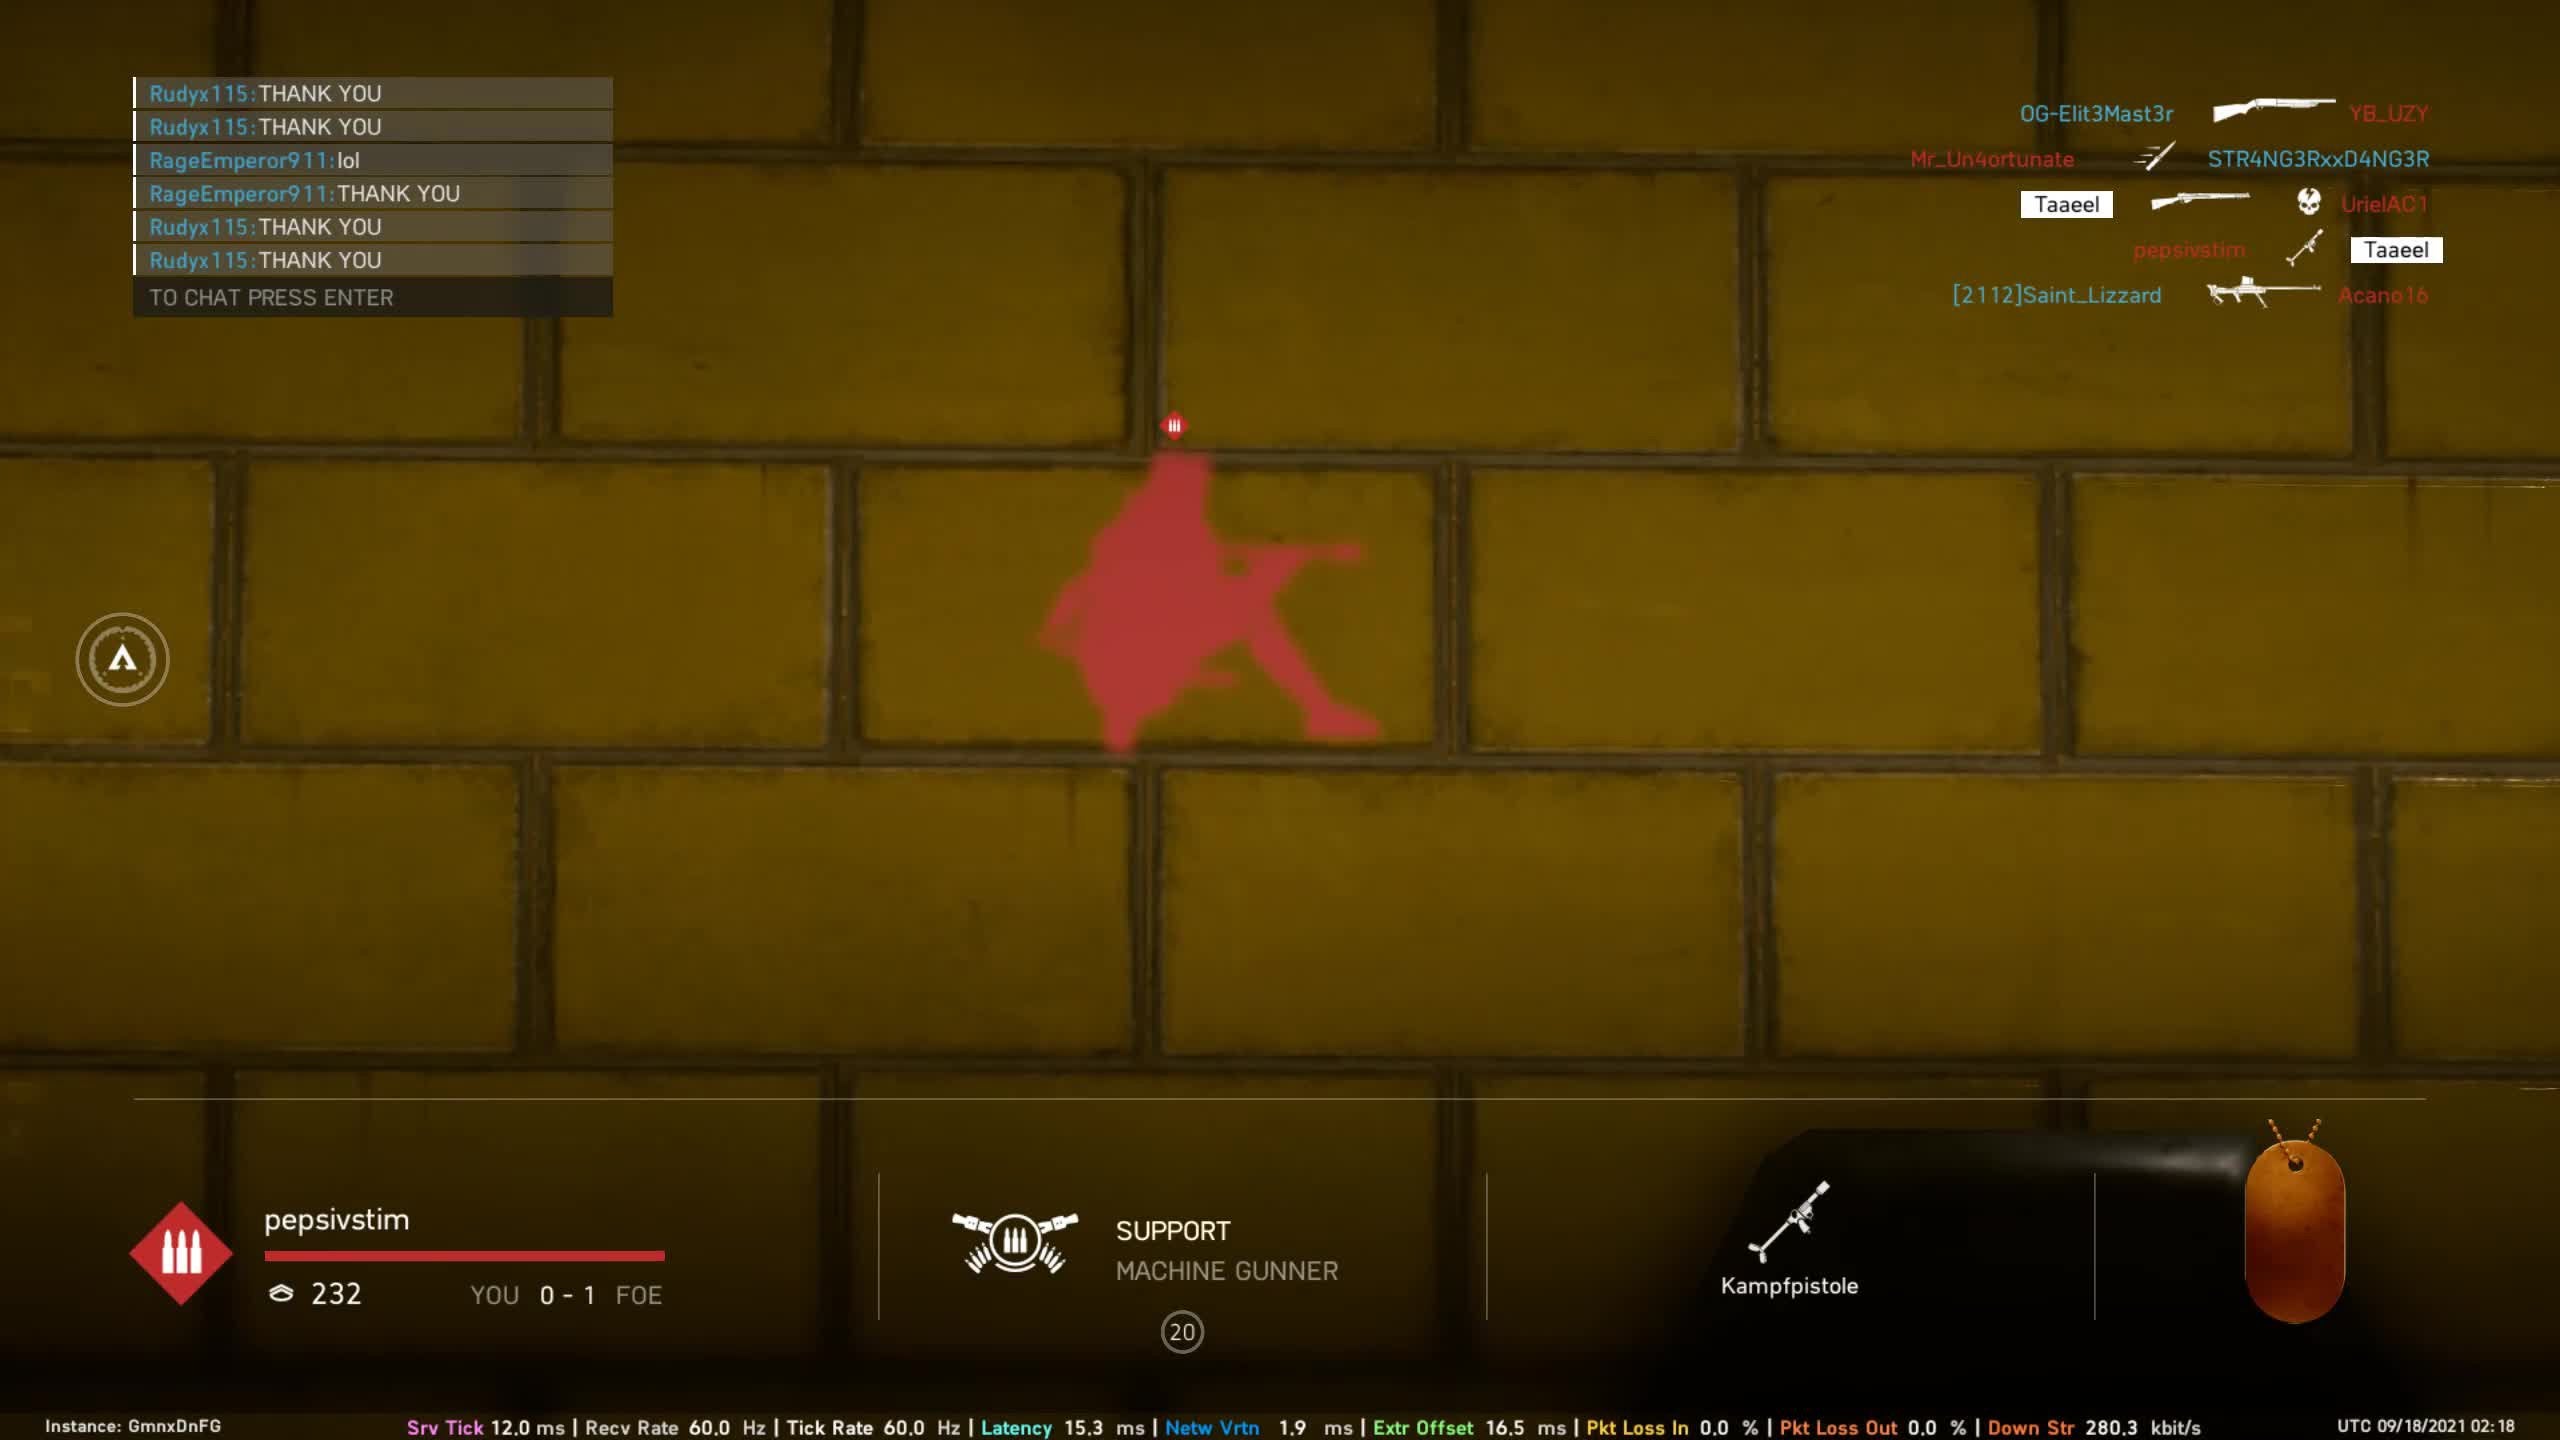 Rudyx115:THANK YOU
Rudyx115:THANK YOU
RageEmperor911:lol
RageEmperor911:THANK YOU
Rudyx115:THANK YOU
Rudyx115:THANK YOU
TO CHAT PRESS ENTER
OG-Elit3Mast3r YB_UZY
Mr_Un4ortunate STR4NG3RxxD4NG3R
Taaeel UrielAC1
pepsivstim Taaeel
[2112]Saint_Lizzard Acano16
pepsivstim
232 YOU 0 - 1 FOE
SUPPORT
MACHINE GUNNER
20
Kampfpistole
Instance: GmnxDnFG
Srv Tick 12.0 ms | Recv Rate 60.0 Hz | Tick Rate 60.0 Hz | Latency 15.3 ms | Netw Vrtn 1.9 ms | Extr Offset 16.5 ms | Pkt Loss In 0.0 % | Pkt Loss Out 0.0 % | Down Str 280.3 kbit/s
UTC 09/18/2021 02:18